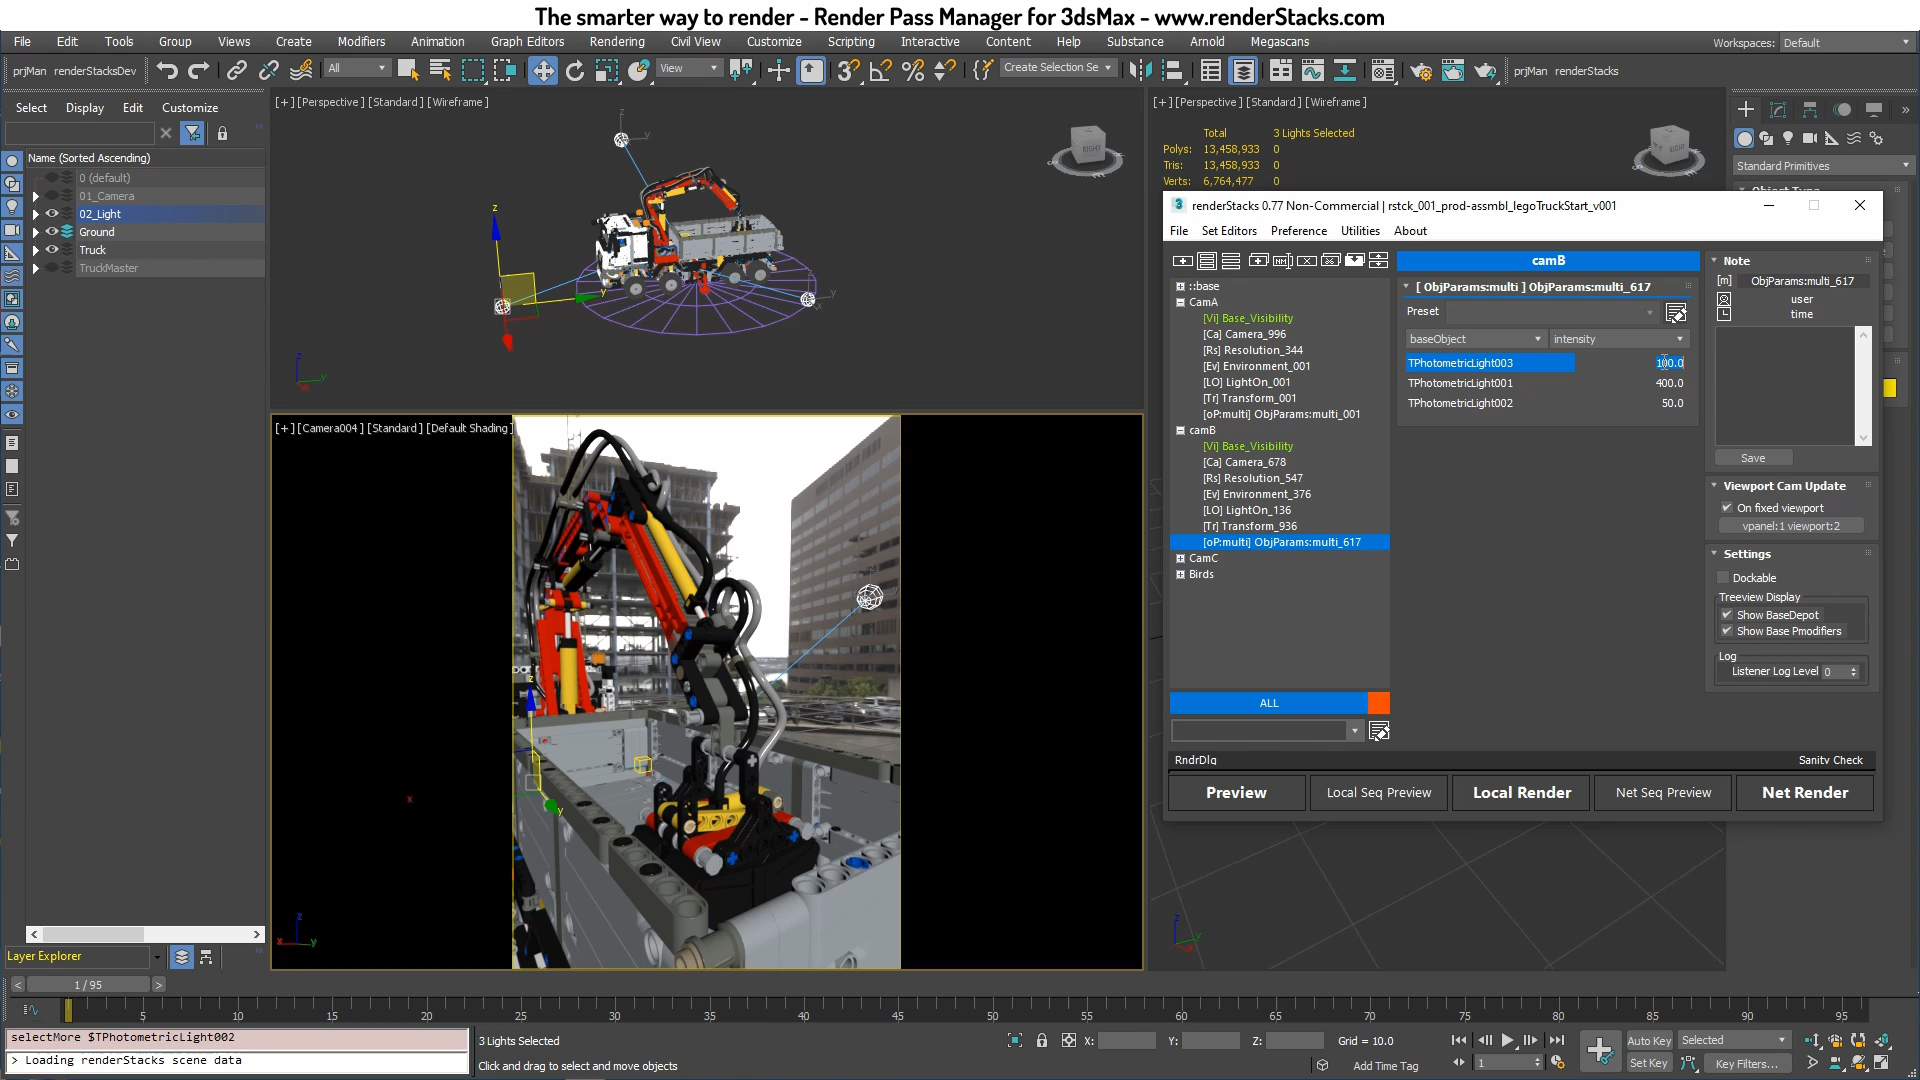 The smarter way to render - Render Pass Manager for 3dsMax - www.renderStacks.com
File Edit Tools Group Views Create Modifiers Animation Graph Editors Rendering Civil View Customize Scripting Interactive Content Help Substance Arnold Megascans
Workspaces: Default
prjMan renderStacksDev All View Create Selection Se prjMan renderStacks
Select Display Edit Customize
Name (Sorted Ascending)
0 (default)
01_Camera
02_Light
Ground
Truck
TruckMaster
[+] [Perspective] [Standard] [Wireframe]
RIGHT
[+] [Camera004] [Standard] [Default Shading]
[+] [Perspective] [Standard] [Wireframe]
Total 3 Lights Selected
Polys: 13,458,933 0
Tris: 13,458,933 0
Verts: 6,764,477 0
Standard Primitives
Object Type
renderStacks 0.77 Non-Commercial | rstck_001_prod-assmbl_legoTruckStart_v001
File Set Editors Preference Utilities About
::base
CamA
[Vi] Base_Visibility
[Ca] Camera_996
[Rs] Resolution_344
[Ev] Environment_001
[LO] LightOn_001
[Tr] Transform_001
[oP:multi] ObjParams:multi_001
camB
[Vi] Base_Visibility
[Ca] Camera_678
[Rs] Resolution_547
[Ev] Environment_376
[LO] LightOn_136
[Tr] Transform_936
[oP:multi] ObjParams:multi_617
CamC
Birds
ALL
camB
[ ObjParams:multi ] ObjParams:multi_617
Preset
baseObject intensity
TPhotometricLight003 100.0
TPhotometricLight001 400.0
TPhotometricLight002 50.0
Note
[m] ObjParams:multi_617
user
time
Save
Viewport Cam Update
On fixed viewport
vpanel:1 viewport:2
Settings
Dockable
Treeview Display
Show BaseDepot
Show Base Pmodifiers
Log
Listener Log Level 0
RndrDlg Sanity Check
Preview Local Seq Preview Local Render Net Seq Preview Net Render
Layer Explorer
1 / 95
5 10 15 20 25 30 35 40 45 50 55 60 65 70 75 80 85 90 95
selectMore $TPhotometricLight002
> Loading renderStacks scene data
3 Lights Selected
Click and drag to select and move objects
X: Y: Z: Grid = 10.0
Add Time Tag
1
Auto Key Selected
Set Key Key Filters...